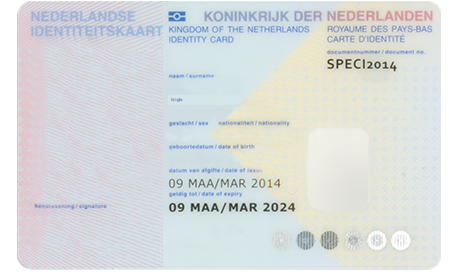 NEDERLANDSE
IDENTITEITSKAART
KONINKRIJK DER NEDERLANDEN
KINGDOM OF THE NETHERLANDS
IDENTITY CARD
ROYAUME DES PAYS-BAS
CARTE D'IDENTITÉ
documentnummer / document no.
SPECI2014
naam / surname
geslacht / sex nationaliteit / nationality
geboortedatum / date of birth
datum van afgifte / date of issue
09 MAA/MAR 2014
geldig tot / date of expiry
09 MAA/MAR 2024
handtekening / signature